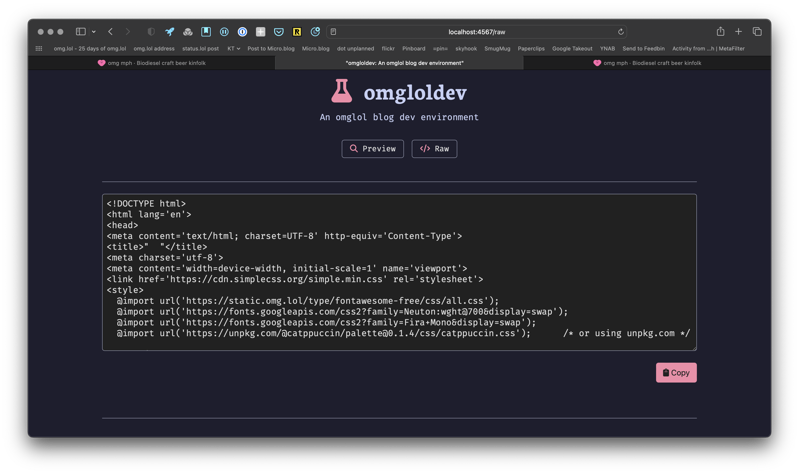 localhost:4567/raw
omg.lol - 25 days of omg.lol
omg.lol address
status.lol post
KT
Post to Micro.blog
Micro.blog
dot unplanned
flickr
Pinboard
skyhook
SmugMug
Paperclips
Google Takeout
YNAB
Send to Feedbin
Activity from ...h | MetaFilter
omg mph · Biodiesel craft beer kinfolk
"omgloldev: An omglol blog dev environment"
omg mph · Biodiesel craft beer kinfolk
omgloldev
An omglol blog dev environment
Preview
</> Raw
<!DOCTYPE html>
<html lang='en'>
<head>
<meta content='text/html; charset=UTF-8' http-equiv='Content-Type'>
<title>"  "</title>
<meta charset='utf-8'>
<meta content='width=device-width, initial-scale=1' name='viewport'>
<link href='https://cdn.simplecss.org/simple.min.css' rel='stylesheet'>
<style>
  @import url('https://static.omg.lol/type/fontawesome-free/css/all.css');
  @import url('https://fonts.googleapis.com/css2?family=Neuton:wght@700&display=swap');
  @import url('https://fonts.googleapis.com/css2?family=Fira+Mono&display=swap');
  @import url('https://unpkg.com/@catppuccin/palette@0.1.4/css/catppuccin.css');      /* or using unpkg.com */
Copy